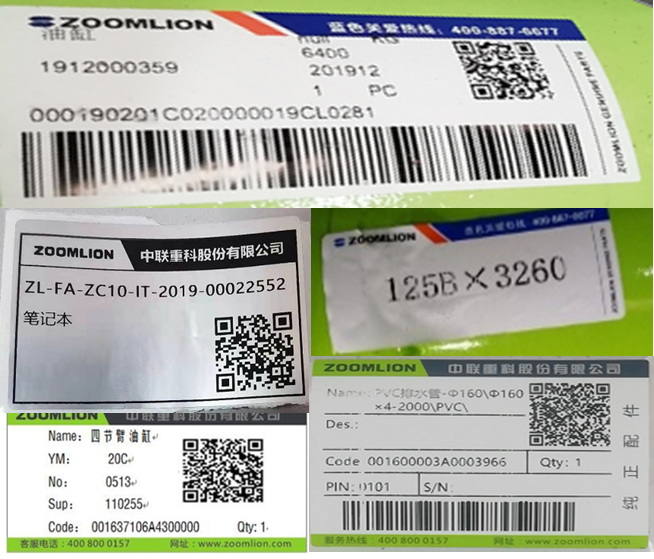 ZOOMLION 蓝色关爱热线: 400-887-6677
油缸
null KG
6400
1912000359 201912
1 PC
000190201C020000019CL0281
ZOOMLION GENUINE PARTS
ZOOMLION 中联重科股份有限公司
ZL-FA-ZC10-IT-2019-00022552
笔记本
ZOOMLION 400-887-6677
125B×3260
ZOOMLION 中联重科股份有限公司
Name: 四节臂油缸
YM: 20C
No: 0513
Sup: 110255
Code: 001637106A4300000 Qty: 1
客服电话: 400 800 0157 网址: www.zoomlion.com
ZOOMLION 中联重科股份有限公司
Name: PVC排水管-Φ160\Φ160
×4-2000\PVC\
Des.:
Code 001600003A0003966 Qty: 1
PIN: 0101 S/N:
纯正配件
服务热线: 400 800 0157 网址: www.zoomlion.com